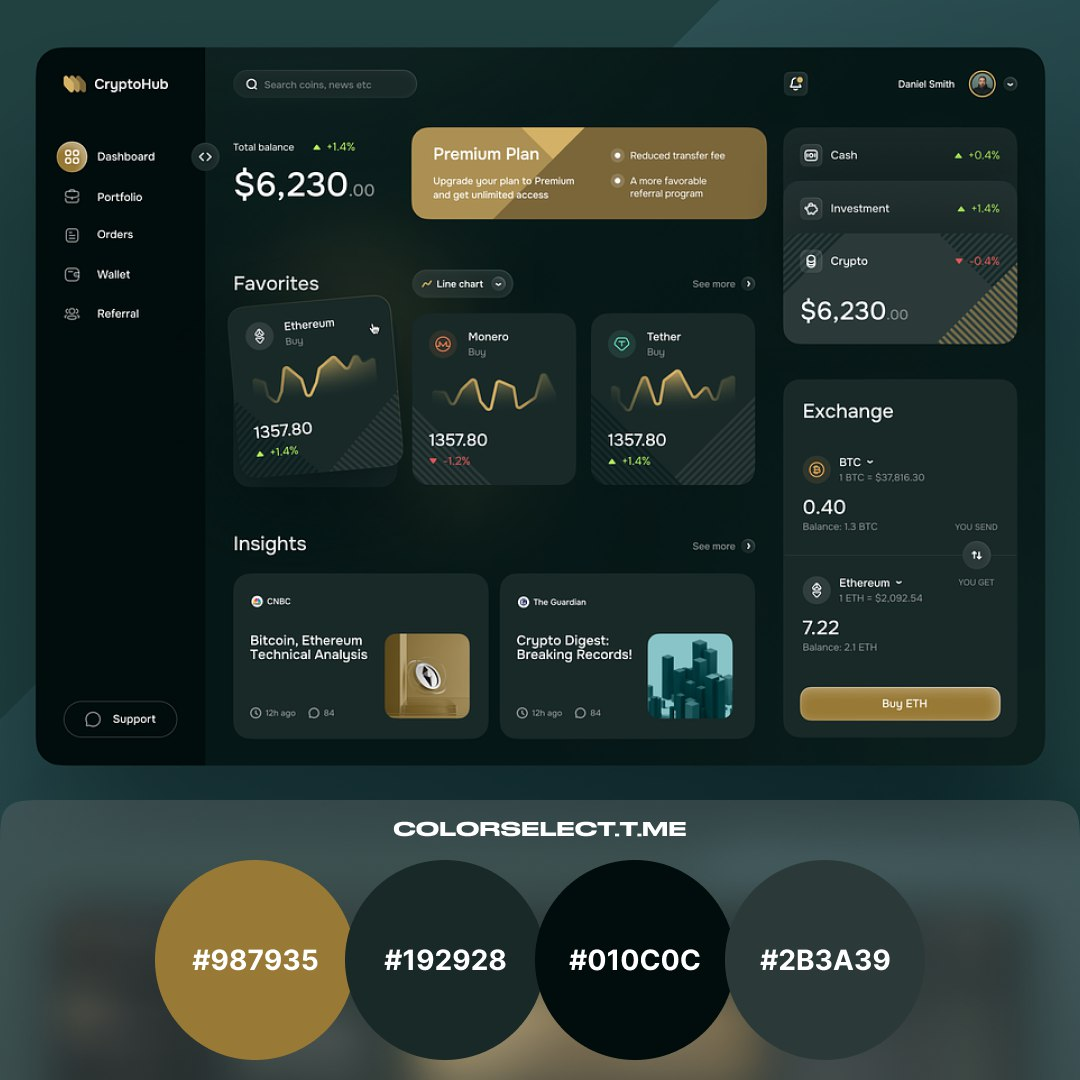 CryptoHub
Search coins, news etc
Daniel Smith
Dashboard
Portfolio
Orders
Wallet
Referral
Support
Total balance +1.4%
$6,230.00
Premium Plan
Upgrade your plan to Premium
and get unlimited access
Reduced transfer fee
A more favorable
referral program
Cash +0.4%
Investment +1.4%
Crypto -0.4%
$6,230.00
Favorites
Line chart
See more
Ethereum
Buy
1357.80
+1.4%
Monero
Buy
1357.80
-1.2%
Tether
Buy
1357.80
+1.4%
Exchange
BTC
1 BTC = $37,816.30
0.40
Balance: 1.3 BTC
YOU SEND
YOU GET
Ethereum
1 ETH = $2,092.54
7.22
Balance: 2.1 ETH
Buy ETH
Insights
See more
CNBC
Bitcoin, Ethereum
Technical Analysis
12h ago 84
The Guardian
Crypto Digest:
Breaking Records!
12h ago 84
COLORSELECT.T.ME
#987935
#192928
#010C0C
#2B3A39